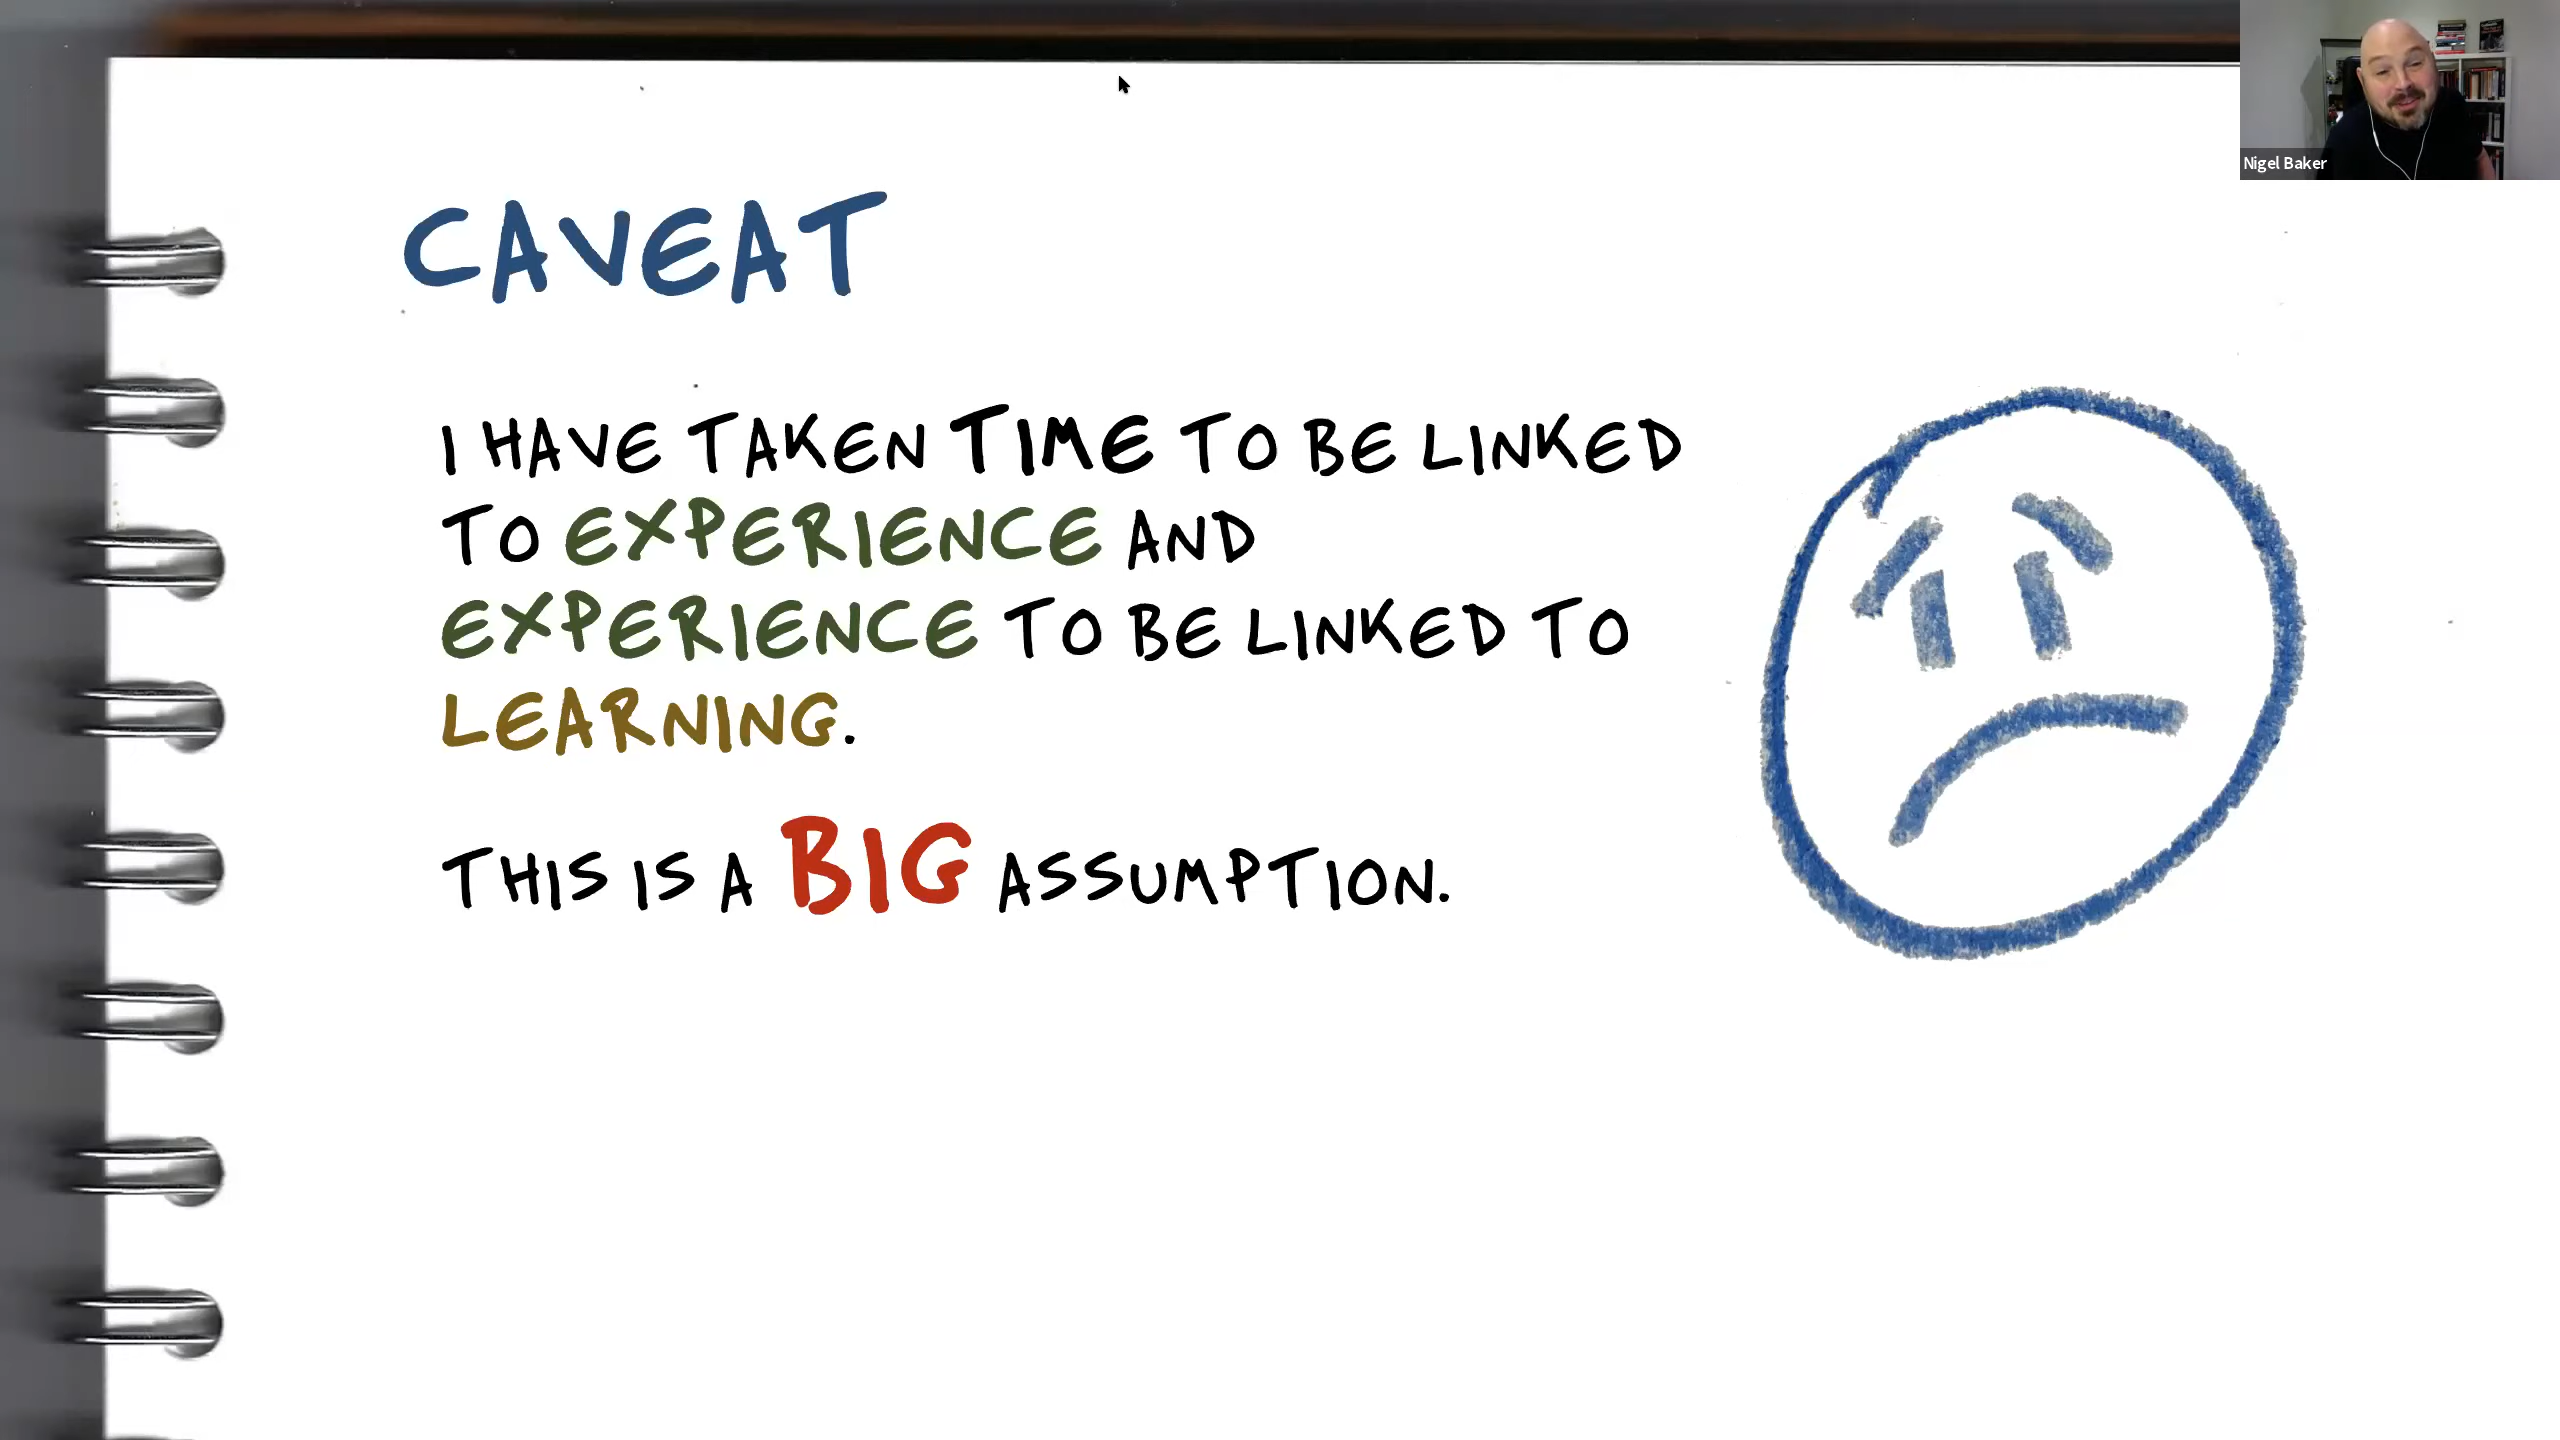 CAVEAT
I HAVE TAKEN TIME TO BE LINKED
TO EXPERIENCE AND
EXPERIENCE TO BE LINKED TO
LEARNING.
THIS IS A BIG ASSUMPTION.
Nigel Baker